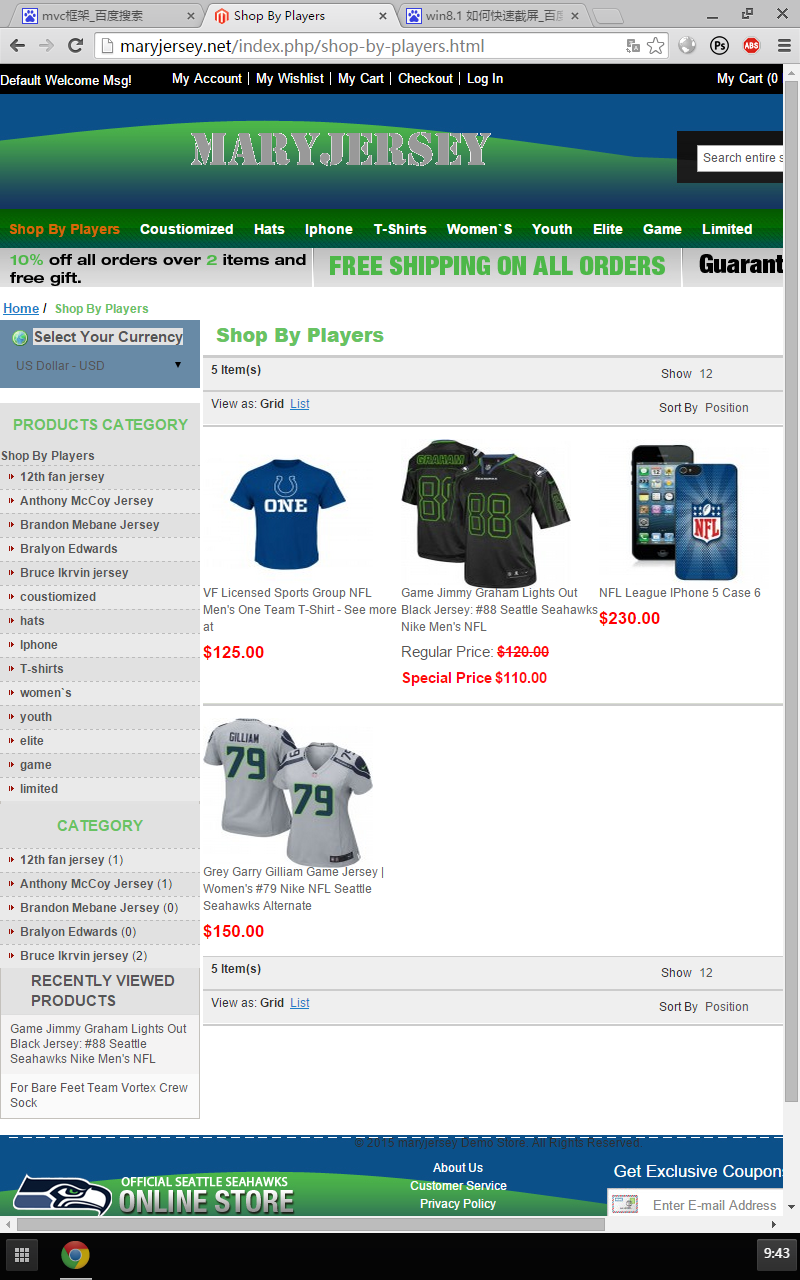 mvc框架_百度搜索
Shop By Players
win8.1 如何快速截屏_百度
maryjersey.net/index.php/shop-by-players.html
Default Welcome Msg!
My Account
My Wishlist
My Cart
Checkout
Log In
My Cart (0
MARYJERSEY
Search entire s
Shop By Players
Coustiomized
Hats
Iphone
T-Shirts
Women`S
Youth
Elite
Game
Limited
10% off all orders over 2 items and
free gift.
FREE SHIPPING ON ALL ORDERS
Guarant
Home / Shop By Players
Select Your Currency
US Dollar - USD
PRODUCTS CATEGORY
Shop By Players
12th fan jersey
Anthony McCoy Jersey
Brandon Mebane Jersey
Bralyon Edwards
Bruce Ikrvin jersey
coustiomized
hats
Iphone
T-shirts
women`s
youth
elite
game
limited
CATEGORY
12th fan jersey (1)
Anthony McCoy Jersey (1)
Brandon Mebane Jersey (0)
Bralyon Edwards (0)
Bruce Ikrvin jersey (2)
RECENTLY VIEWED
PRODUCTS
Game Jimmy Graham Lights Out
Black Jersey: #88 Seattle
Seahawks Nike Men's NFL
For Bare Feet Team Vortex Crew
Sock
Shop By Players
5 Item(s)
Show 12
View as: Grid List
Sort By Position
ONE
GRAHAM
88
88
NFL
VF Licensed Sports Group NFL
Men's One Team T-Shirt - See more
at
$125.00
Game Jimmy Graham Lights Out
Black Jersey: #88 Seattle Seahawks
Nike Men's NFL
Regular Price: $120.00
Special Price $110.00
NFL League IPhone 5 Case 6
$230.00
GILLIAM
79
79
Grey Garry Gilliam Game Jersey |
Women's #79 Nike NFL Seattle
Seahawks Alternate
$150.00
5 Item(s)
Show 12
View as: Grid List
Sort By Position
© 2015 maryjersey Demo Store. All Rights Reserved.
OFFICIAL SEATTLE SEAHAWKS
ONLINE STORE
About Us
Customer Service
Privacy Policy
Get Exclusive Coupons
Enter E-mail Address
9:43